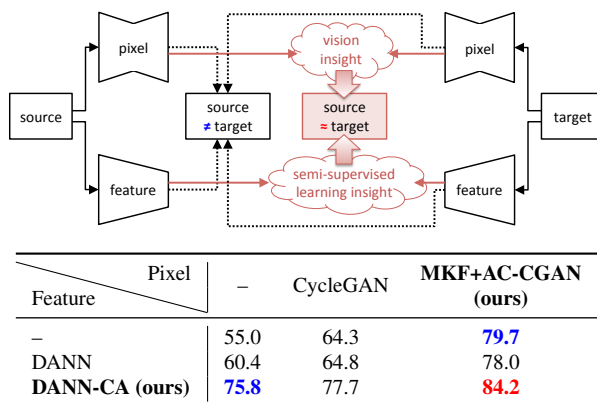 pixel
vision
insight
pixel
source
source
≠ target
source
≈ target
target
feature
semi-supervised
learning insight
feature
Pixel
Feature
– CycleGAN MKF+AC-CGAN
(ours)
– 55.0 64.3 79.7
DANN 60.4 64.8 78.0
DANN-CA (ours) 75.8 77.7 84.2